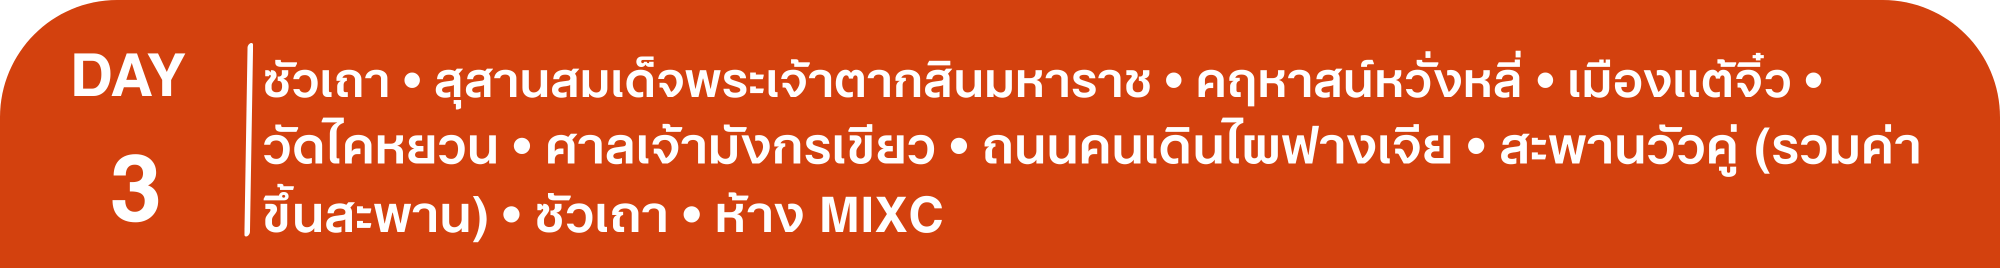 DAY
3
ซัวเถา • สุสานสมเด็จพระเจ้าตากสินมหาราช • คฤหาสน์หวั่งหลี่ • เมืองแต้จิ๋ว •
วัดไคหยวน • ศาลเจ้ามังกรเขียว • ถนนคนเดินไผฟางเจีย • สะพานวัวคู่ (รวมค่า
ขึ้นสะพาน) • ซัวเถา • ห้าง MIXC